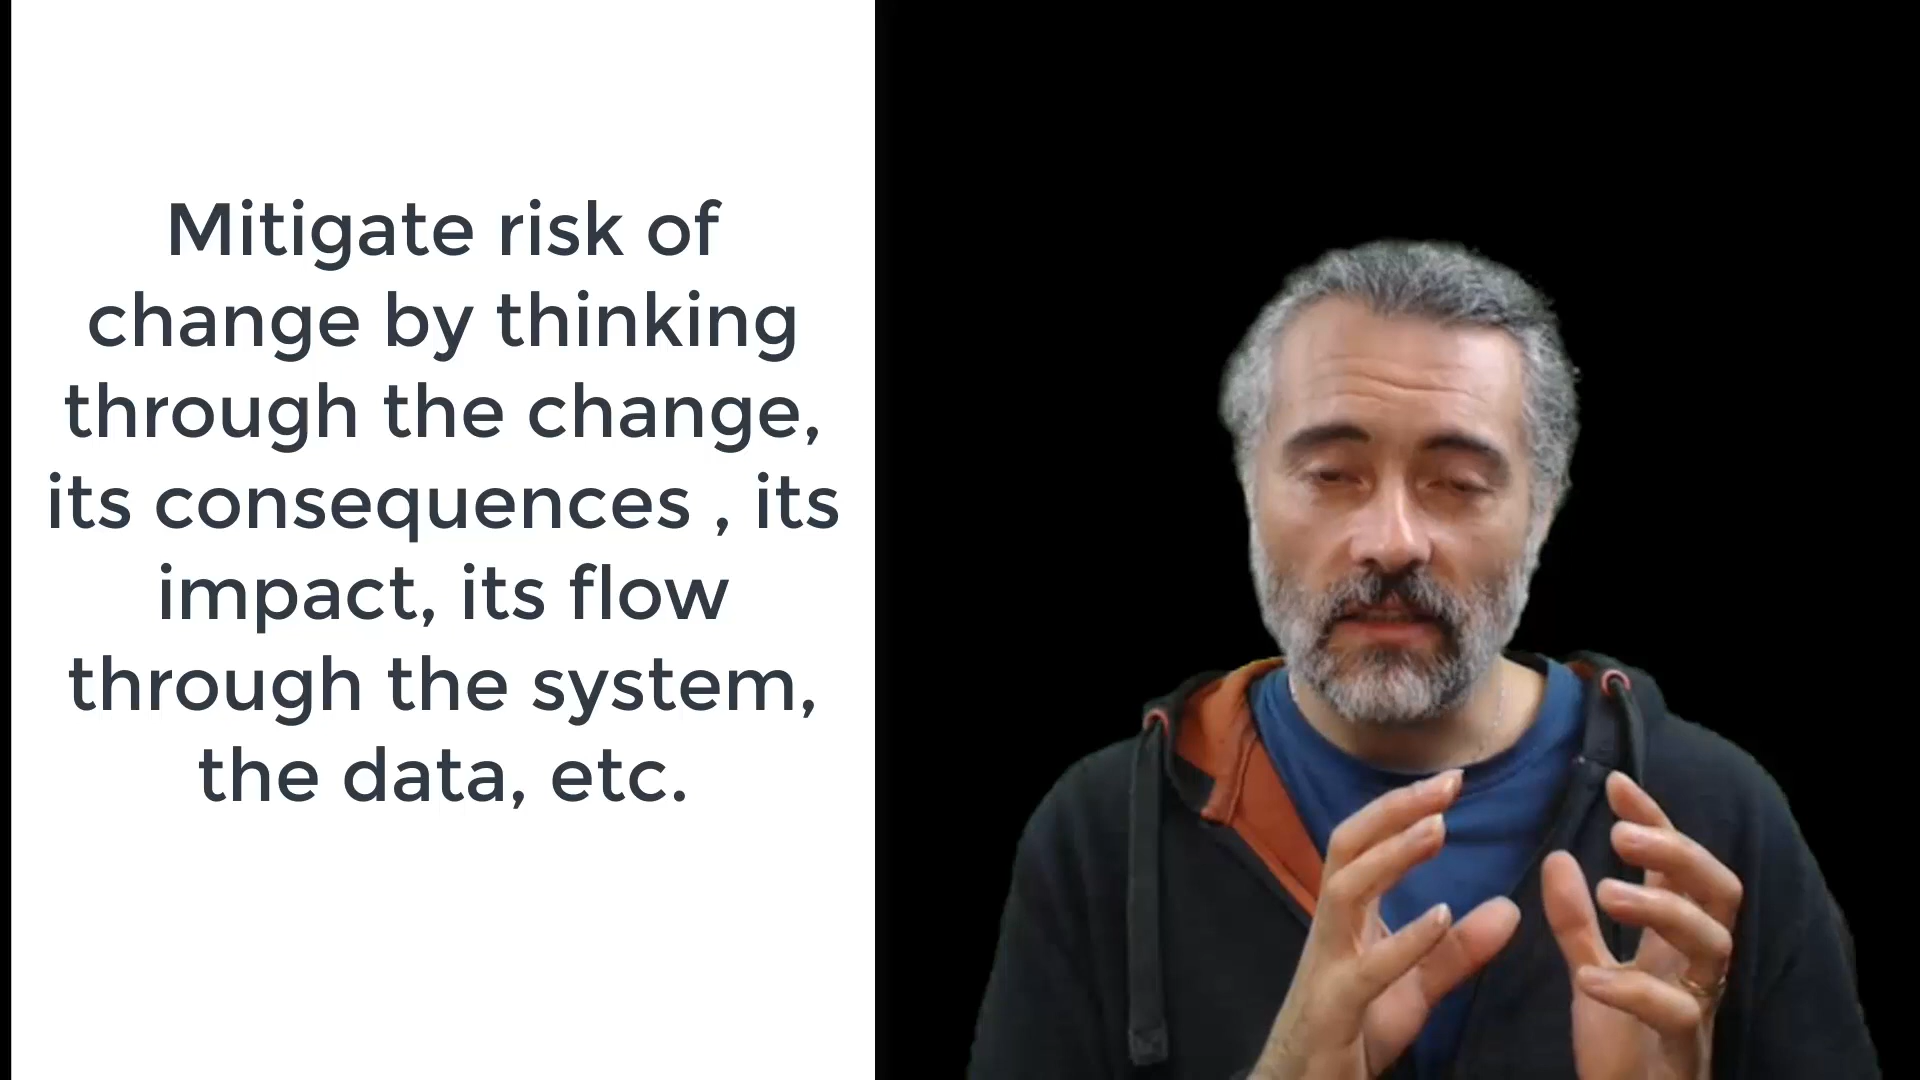 Mitigate risk of
change by thinking
through the change,
its consequences , its
impact, its flow
through the system,
the data, etc.